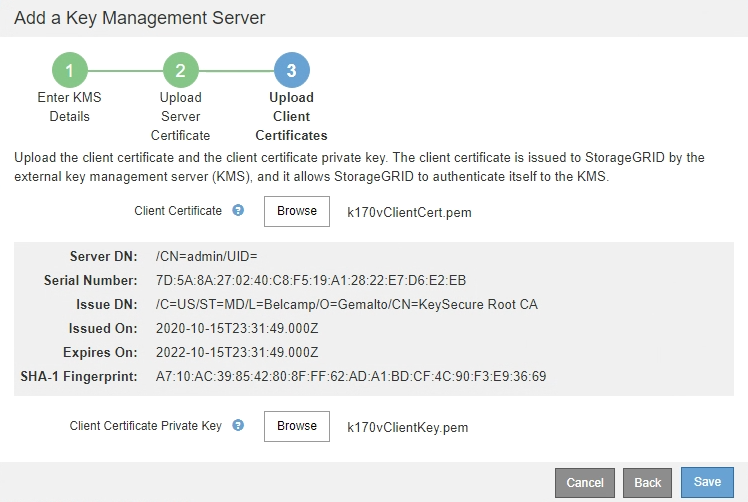 Add a Key Management Server
1 2 3
Enter KMS Details
Upload Server Certificate
Upload Client Certificates
Upload the client certificate and the client certificate private key. The client certificate is issued to StorageGRID by the
external key management server (KMS), and it allows StorageGRID to authenticate itself to the KMS.
Client Certificate ? Browse k170vClientCert.pem
Server DN: /CN=admin/UID=
Serial Number: 7D:5A:8A:27:02:40:C8:F5:19:A1:28:22:E7:D6:E2:EB
Issue DN: /C=US/ST=MD/L=Belcamp/O=Gemalto/CN=KeySecure Root CA
Issued On: 2020-10-15T23:31:49.000Z
Expires On: 2022-10-15T23:31:49.000Z
SHA-1 Fingerprint: A7:10:AC:39:85:42:80:8F:FF:62:AD:A1:BD:CF:4C:90:F3:E9:36:69
Client Certificate Private Key ? Browse k170vClientKey.pem
Cancel Back Save